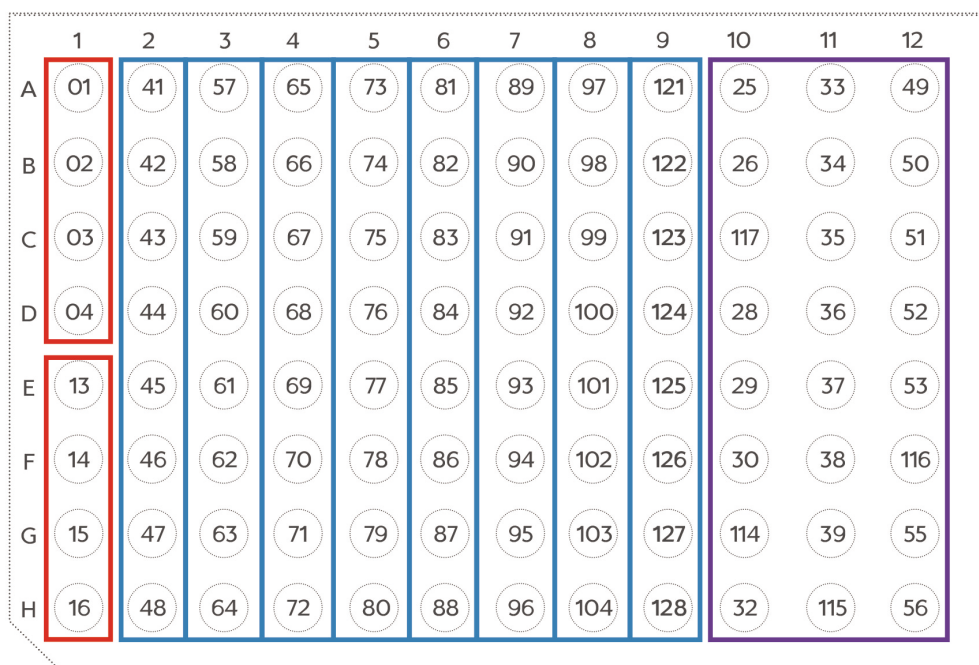 1 2 3 4 5 6 7 8 9 10 11 12
A 01 41 57 65 73 81 89 97 121 25 33 49
B 02 42 58 66 74 82 90 98 122 26 34 50
C 03 43 59 67 75 83 91 99 123 117 35 51
D 04 44 60 68 76 84 92 100 124 28 36 52
E 13 45 61 69 77 85 93 101 125 29 37 53
F 14 46 62 70 78 86 94 102 126 30 38 116
G 15 47 63 71 79 87 95 103 127 114 39 55
H 16 48 64 72 80 88 96 104 128 32 115 56